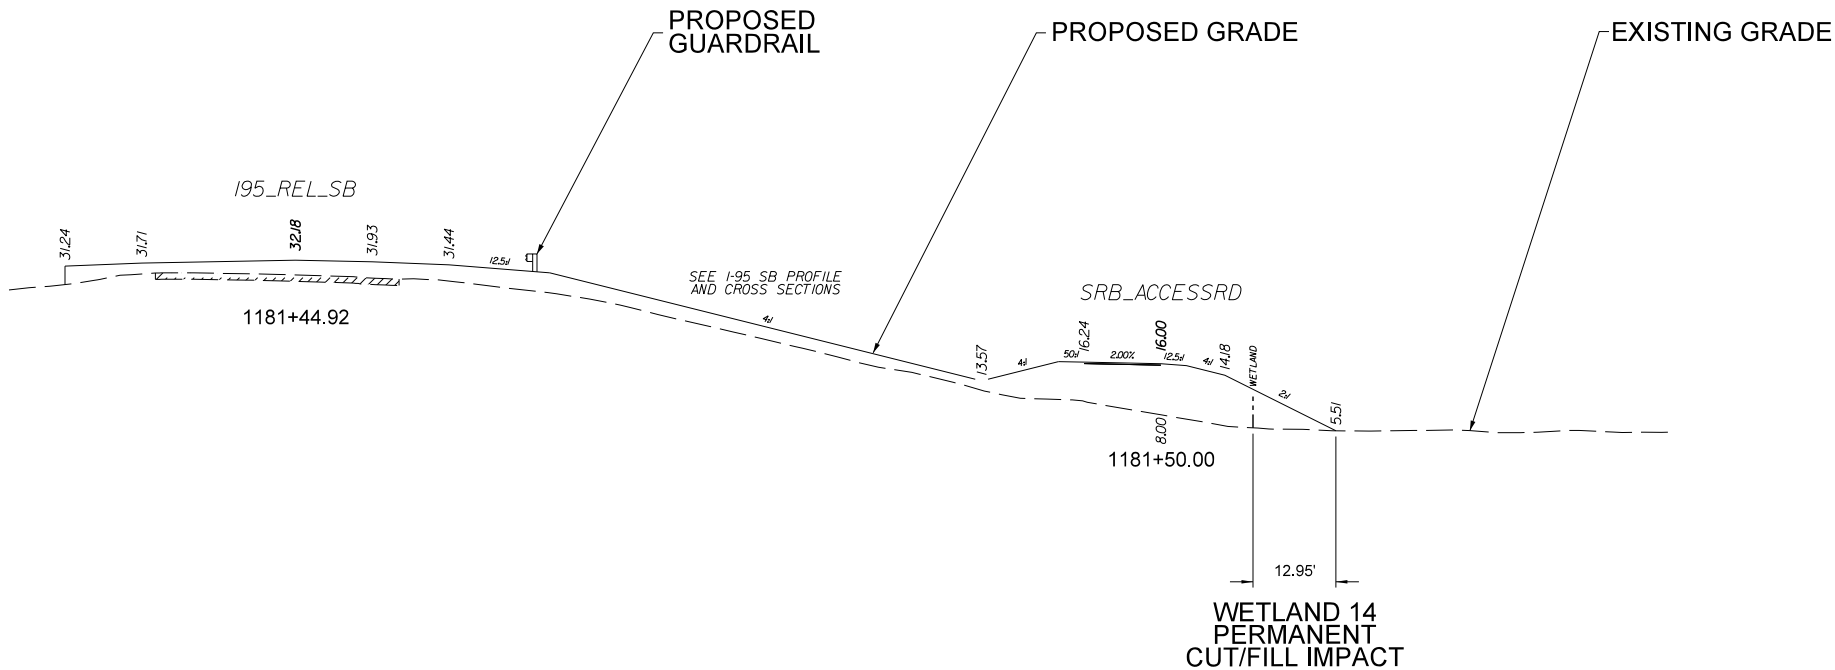 PROPOSED
GUARDRAIL
PROPOSED GRADE
EXISTING GRADE
I95_REL_SB
31.24
31.71
32.18
31.93
31.44
12.5:1
1181+44.92
SEE I-95 SB PROFILE
AND CROSS SECTIONS
4:1
SRB_ACCESSRD
13.57
4:1
50:1
16.24
2.00%
16.00
12.5:1
4:1
14.18
WETLAND
2:1
5.51
8.00
1181+50.00
12.95'
WETLAND 14
PERMANENT
CUT/FILL IMPACT